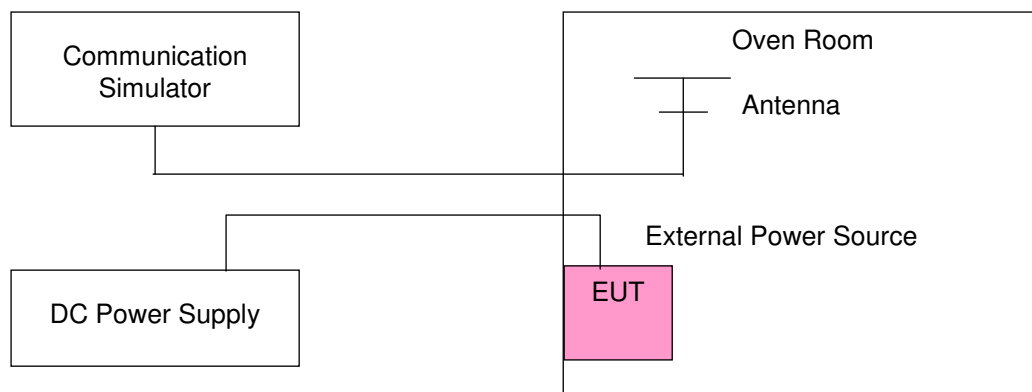 Communication
Simulator
Oven Room
Antenna
External Power Source
DC Power Supply
EUT